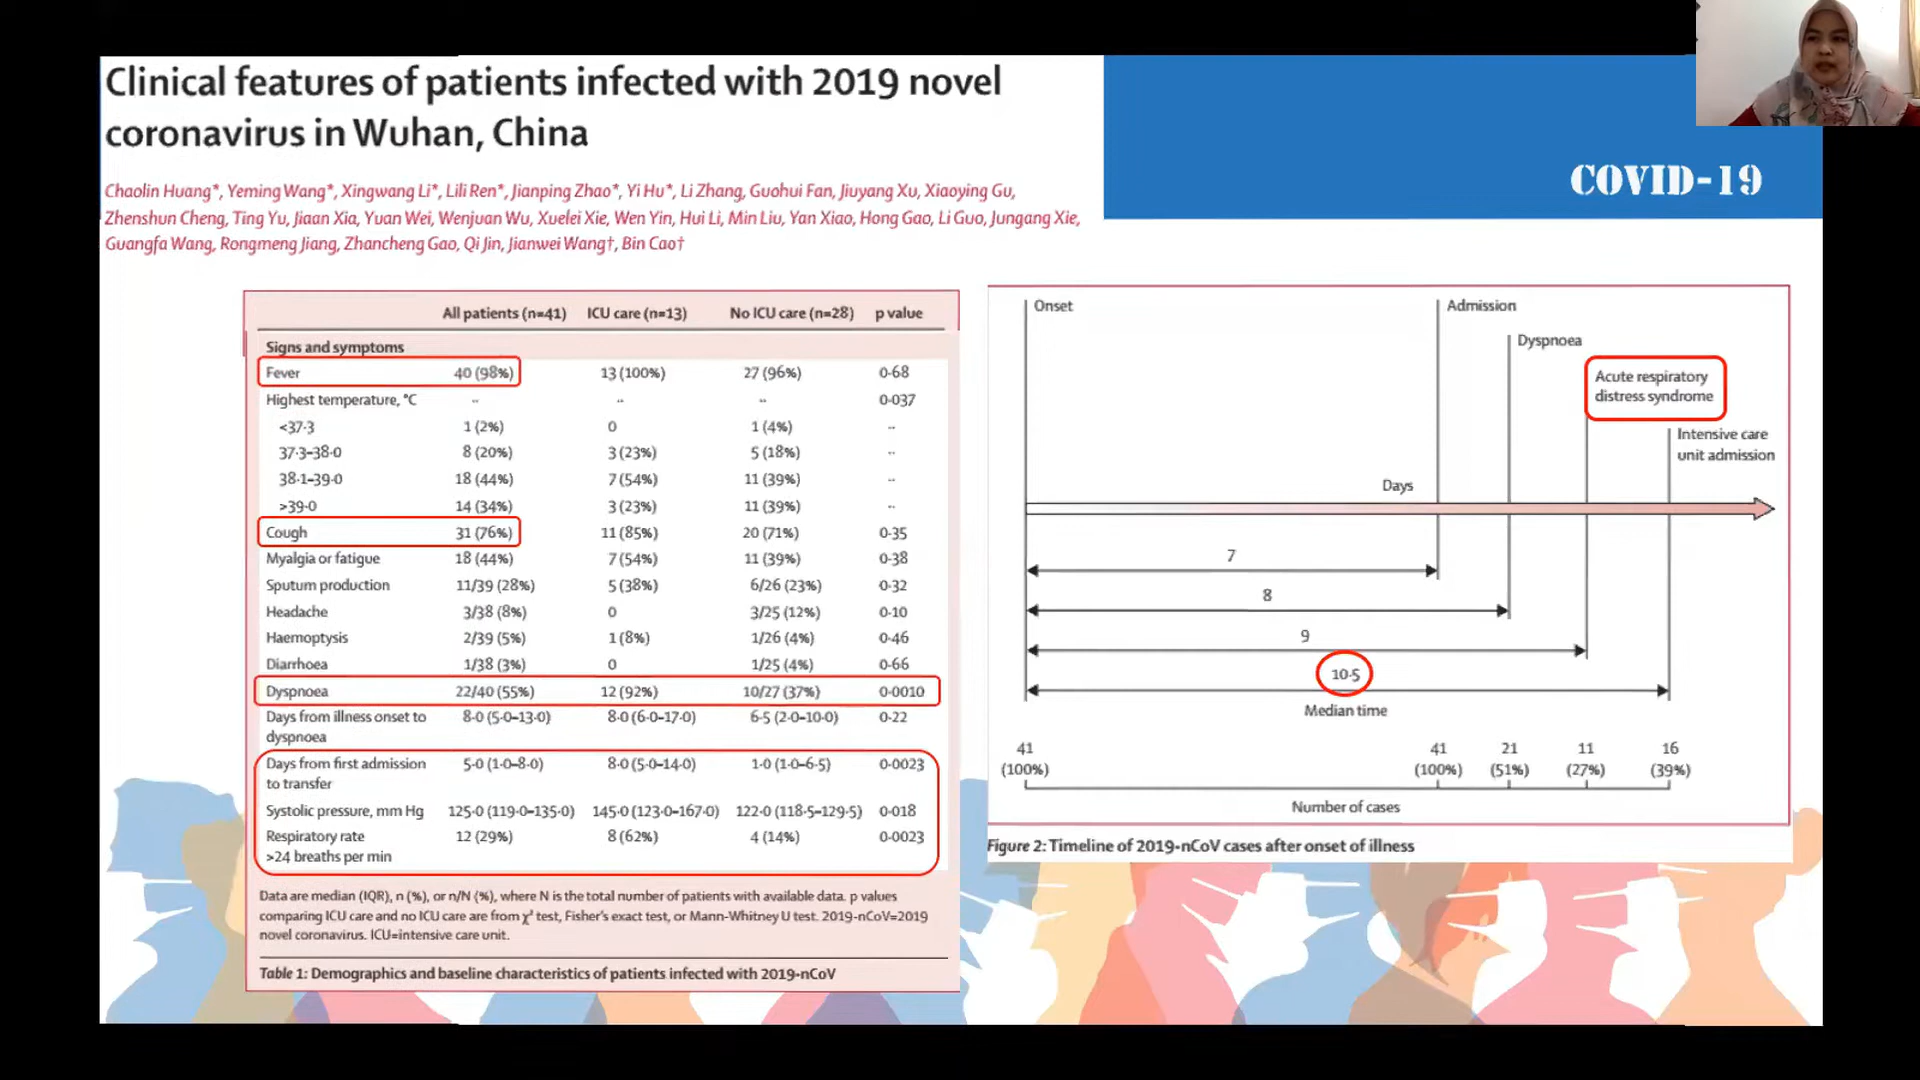 Clinical features of patients infected with 2019 novel
coronavirus in Wuhan, China
Chaolin Huang*, Yeming Wang*, Xingwang Li*, Lili Ren*, Jianping Zhao*, Yi Hu*, Li Zhang, Guohui Fan, Jiuyang Xu, Xiaoying Gu,
Zhenshun Cheng, Ting Yu, Jiaan Xia, Yuan Wei, Wenjuan Wu, Xuelei Xie, Wen Yin, Hui Li, Min Liu, Yan Xiao, Hong Gao, Li Guo, Jungang Xie,
Guangfa Wang, Rongmeng Jiang, Zhancheng Gao, Qi Jin, Jianwei Wang†, Bin Cao†
COVID-19
All patients (n=41) ICU care (n=13) No ICU care (n=28) p value
Signs and symptoms
Fever 40 (98%) 13 (100%) 27 (96%) 0·68
Highest temperature, °C ·· ·· ·· 0·037
<37·3 1 (2%) 0 1 (4%) ··
37·3–38·0 8 (20%) 3 (23%) 5 (18%) ··
38·1–39·0 18 (44%) 7 (54%) 11 (39%) ··
>39·0 14 (34%) 3 (23%) 11 (39%) ··
Cough 31 (76%) 11 (85%) 20 (71%) 0·35
Myalgia or fatigue 18 (44%) 7 (54%) 11 (39%) 0·38
Sputum production 11/39 (28%) 5 (38%) 6/26 (23%) 0·32
Headache 3/38 (8%) 0 3/25 (12%) 0·10
Haemoptysis 2/39 (5%) 1 (8%) 1/26 (4%) 0·46
Diarrhoea 1/38 (3%) 0 1/25 (4%) 0·66
Dyspnoea 22/40 (55%) 12 (92%) 10/27 (37%) 0·0010
Days from illness onset to 8·0 (5·0–13·0) 8·0 (6·0–17·0) 6·5 (2·0–10·0) 0·22
dyspnoea
Days from first admission 5·0 (1·0–8·0) 8·0 (5·0–14·0) 1·0 (1·0–6·5) 0·0023
to transfer
Systolic pressure, mm Hg 125·0 (119·0–135·0) 145·0 (123·0–167·0) 122·0 (118·5–129·5) 0·018
Respiratory rate 12 (29%) 8 (62%) 4 (14%) 0·0023
>24 breaths per min
Data are median (IQR), n (%), or n/N (%), where N is the total number of patients with available data. p values
comparing ICU care and no ICU care are from χ² test, Fisher's exact test, or Mann-Whitney U test. 2019-nCoV=2019
novel coronavirus. ICU=intensive care unit.
Table 1: Demographics and baseline characteristics of patients infected with 2019-nCoV
Onset
Admission
Dyspnoea
Acute respiratory
distress syndrome
Intensive care
unit admission
Days
7
8
9
10·5
Median time
41 41 21 11 16
(100%) (100%) (51%) (27%) (39%)
Number of cases
Figure 2: Timeline of 2019-nCoV cases after onset of illness